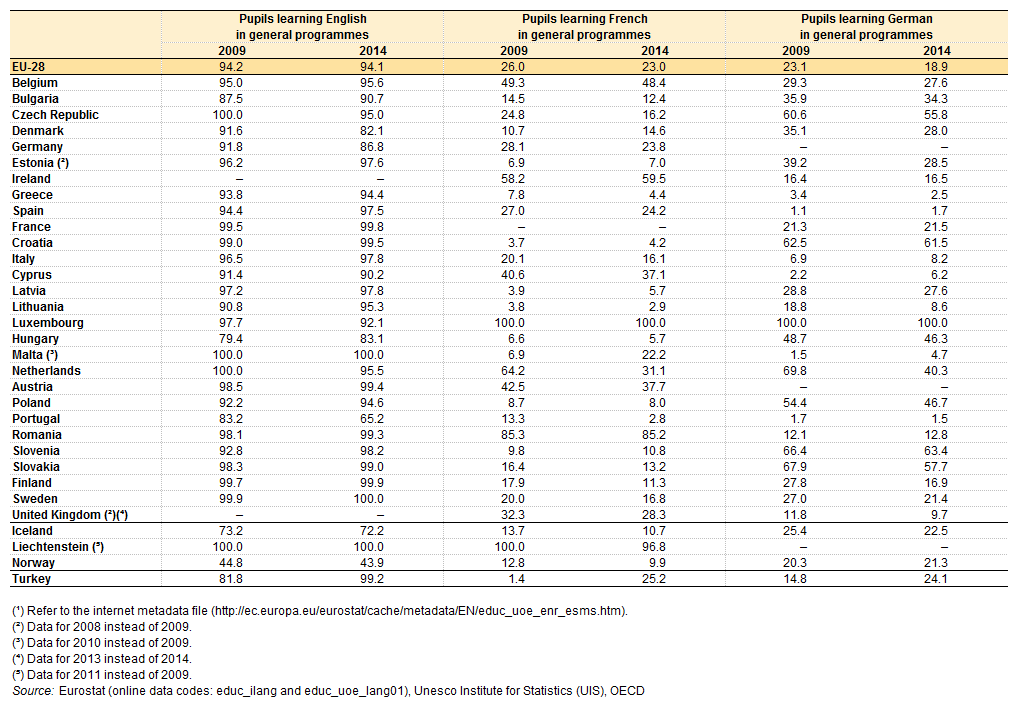 Pupils learning English Pupils learning French Pupils learning German
in general programmes in general programmes in general programmes
2009 2014 2009 2014 2009 2014
EU-28 94.2 94.1 26.0 23.0 23.1 18.9
Belgium 95.0 95.6 49.3 48.4 29.3 27.6
Bulgaria 87.5 90.7 14.5 12.4 35.9 34.3
Czech Republic 100.0 95.0 24.8 16.2 60.6 55.8
Denmark 91.6 82.1 10.7 14.6 35.1 28.0
Germany 91.8 86.8 28.1 23.8 – –
Estonia (²) 96.2 97.6 6.9 7.0 39.2 28.5
Ireland – – 58.2 59.5 16.4 16.5
Greece 93.8 94.4 7.8 4.4 3.4 2.5
Spain 94.4 97.5 27.0 24.2 1.1 1.7
France 99.5 99.8 – – 21.3 21.5
Croatia 99.0 99.5 3.7 4.2 62.5 61.5
Italy 96.5 97.8 20.1 16.1 6.9 8.2
Cyprus 91.4 90.2 40.6 37.1 2.2 6.2
Latvia 97.2 97.8 3.9 5.7 28.8 27.6
Lithuania 90.8 95.3 3.8 2.9 18.8 8.6
Luxembourg 97.7 92.1 100.0 100.0 100.0 100.0
Hungary 79.4 83.1 6.6 5.7 48.7 46.3
Malta (³) 100.0 100.0 6.9 22.2 1.5 4.7
Netherlands 100.0 95.5 64.2 31.1 69.8 40.3
Austria 98.5 99.4 42.5 37.7 – –
Poland 92.2 94.6 8.7 8.0 54.4 46.7
Portugal 83.2 65.2 13.3 2.8 1.7 1.5
Romania 98.1 99.3 85.3 85.2 12.1 12.8
Slovenia 92.8 98.2 9.8 10.8 66.4 63.4
Slovakia 98.3 99.0 16.4 13.2 67.9 57.7
Finland 99.7 99.9 17.9 11.3 27.8 16.9
Sweden 99.9 100.0 20.0 16.8 27.0 21.4
United Kingdom (²)(⁴) – – 32.3 28.3 11.8 9.7
Iceland 73.2 72.2 13.7 10.7 25.4 22.5
Liechtenstein (⁵) 100.0 100.0 100.0 96.8 – –
Norway 44.8 43.9 12.8 9.9 20.3 21.3
Turkey 81.8 99.2 1.4 25.2 14.8 24.1
(¹) Refer to the internet metadata file (http://ec.europa.eu/eurostat/cache/metadata/EN/educ_uoe_enr_esms.htm).
(²) Data for 2008 instead of 2009.
(³) Data for 2010 instead of 2009.
(⁴) Data for 2013 instead of 2014.
(⁵) Data for 2011 instead of 2009.
Source: Eurostat (online data codes: educ_ilang and educ_uoe_lang01), Unesco Institute for Statistics (UIS), OECD